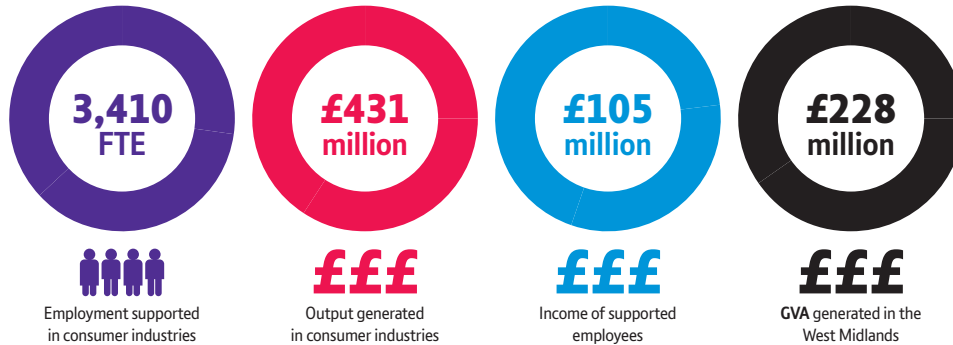 3,410
FTE
£431
million
£105
million
£228
million
£££
£££
£££
Employment supported
in consumer industries
Output generated
in consumer industries
Income of supported
employees
GVA generated in the
West Midlands